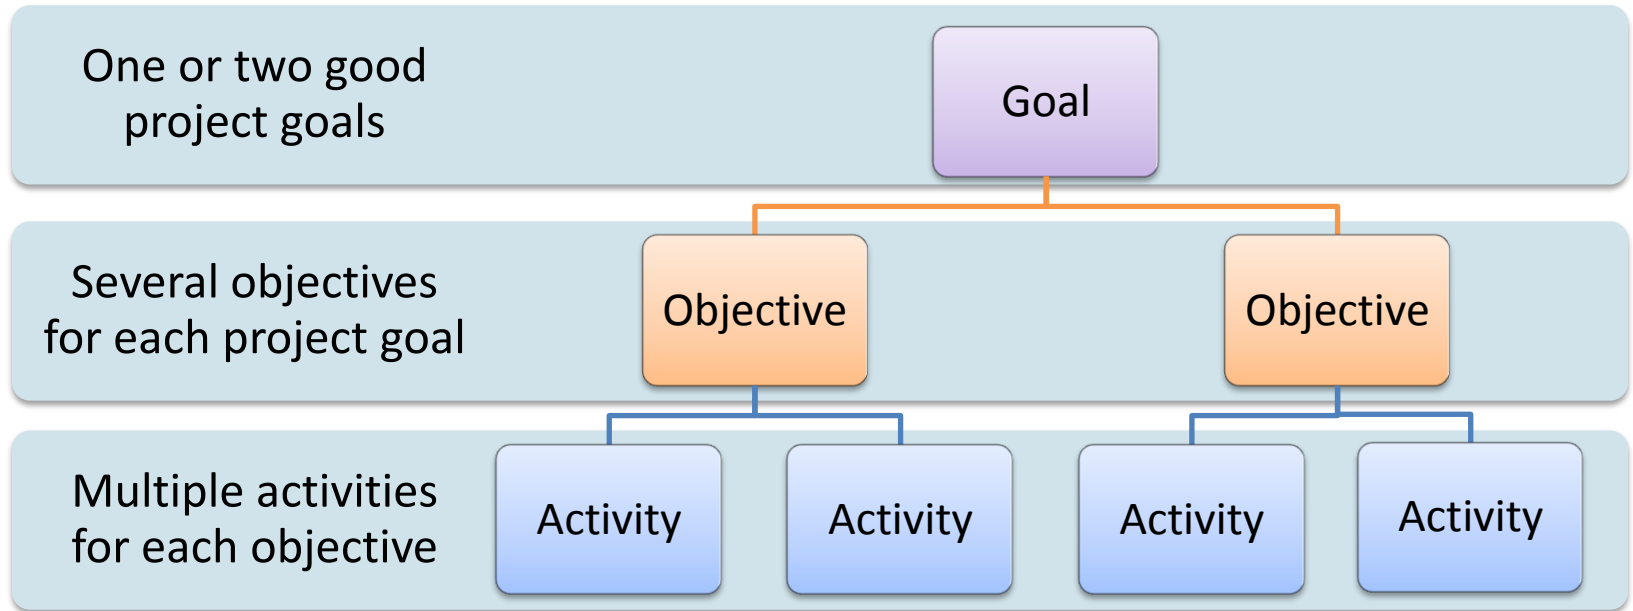 One or two good
project goals
Goal
Several objectives
for each project goal
Objective
Objective
Multiple activities
for each objective
Activity
Activity
Activity
Activity